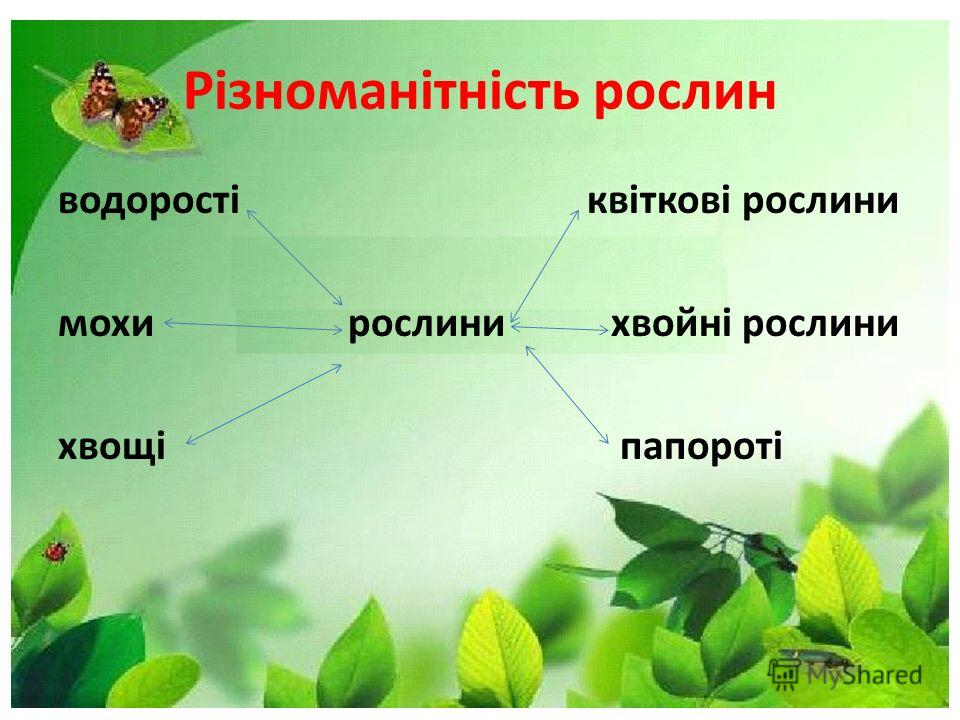 Різноманітність рослин
водорості квіткові рослини
мохи рослини хвойні рослини
хвощі папороті
MyShared